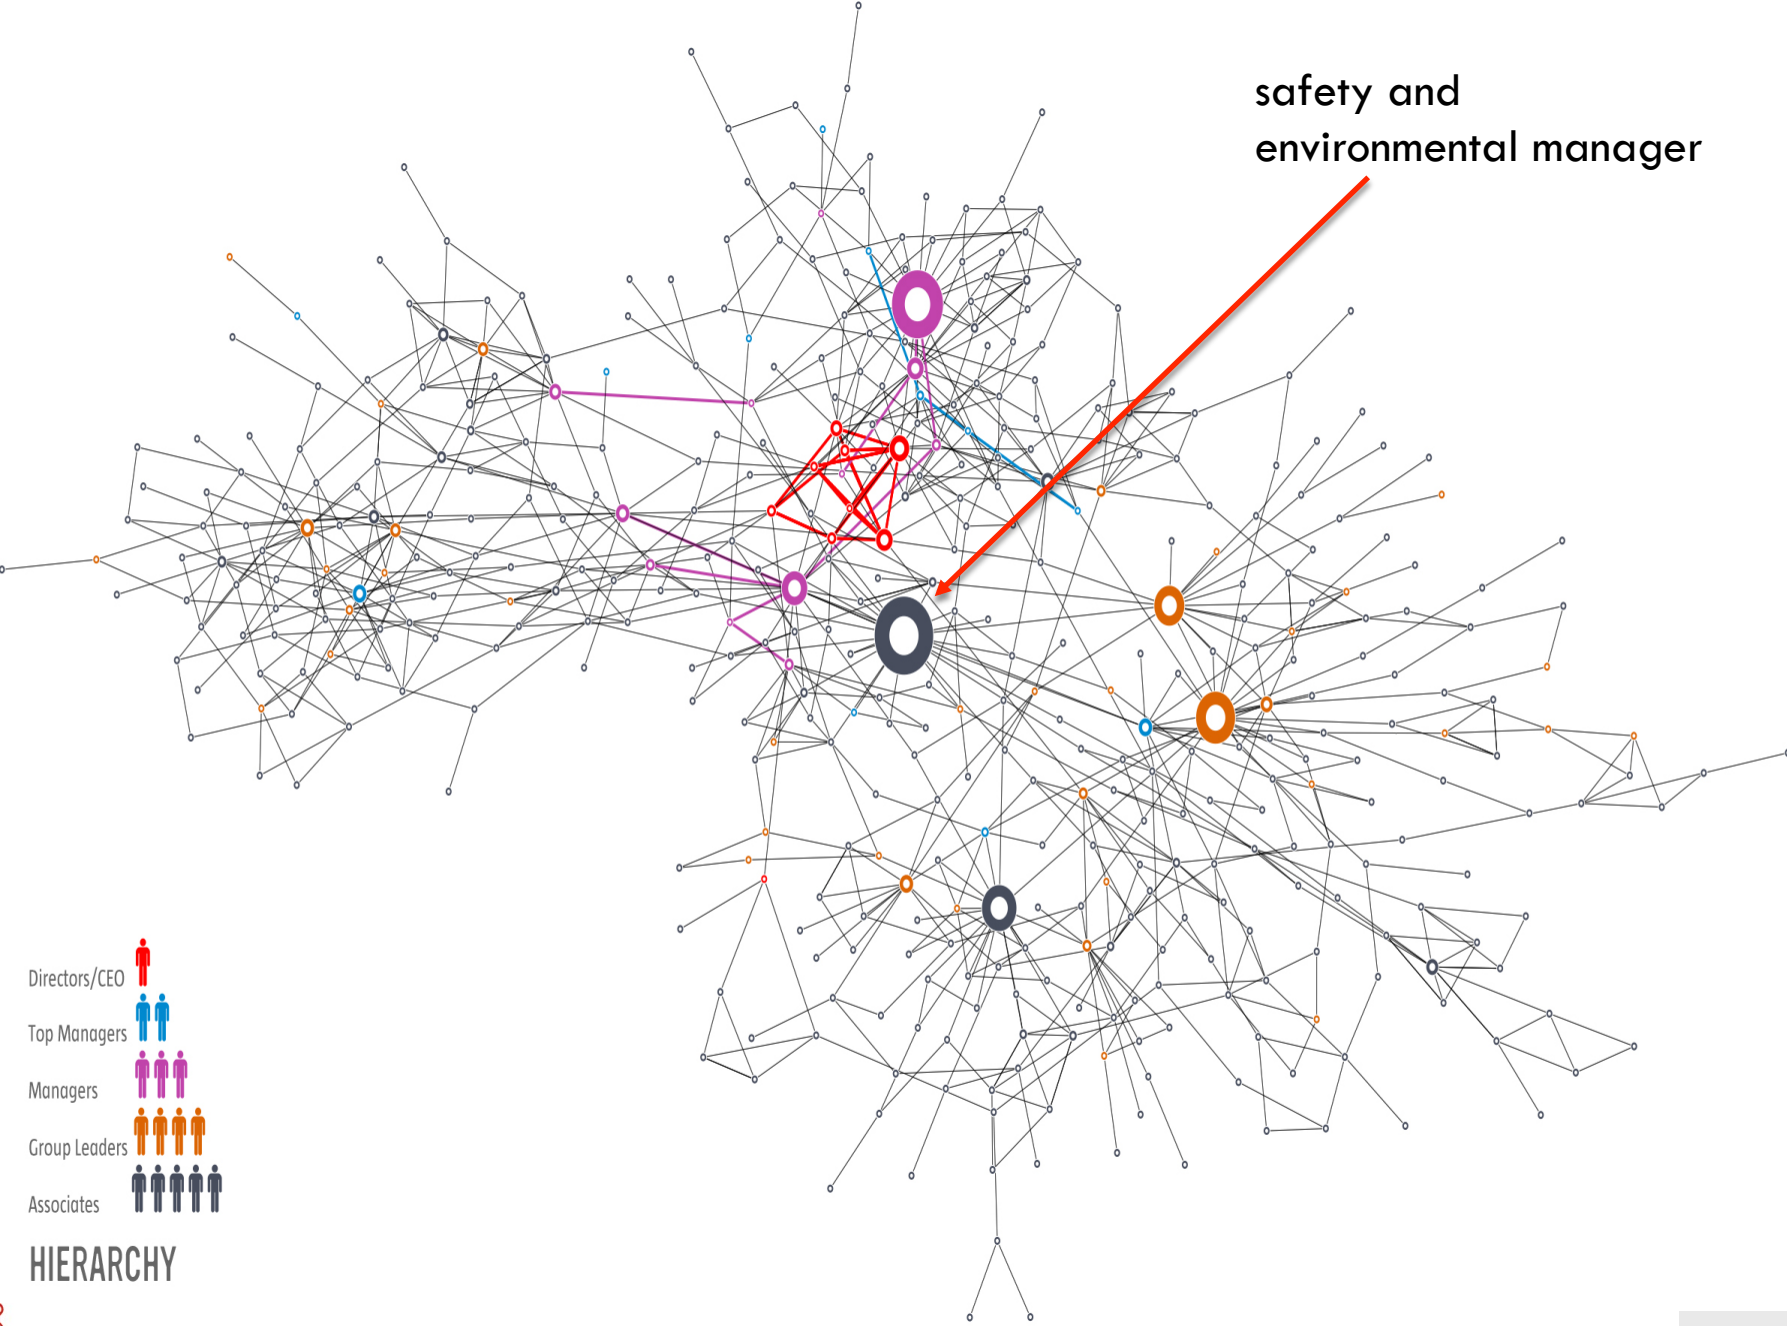 safety and
environmental manager
Directors/CEO
Top Managers
Managers
Group Leaders
Associates
HIERARCHY